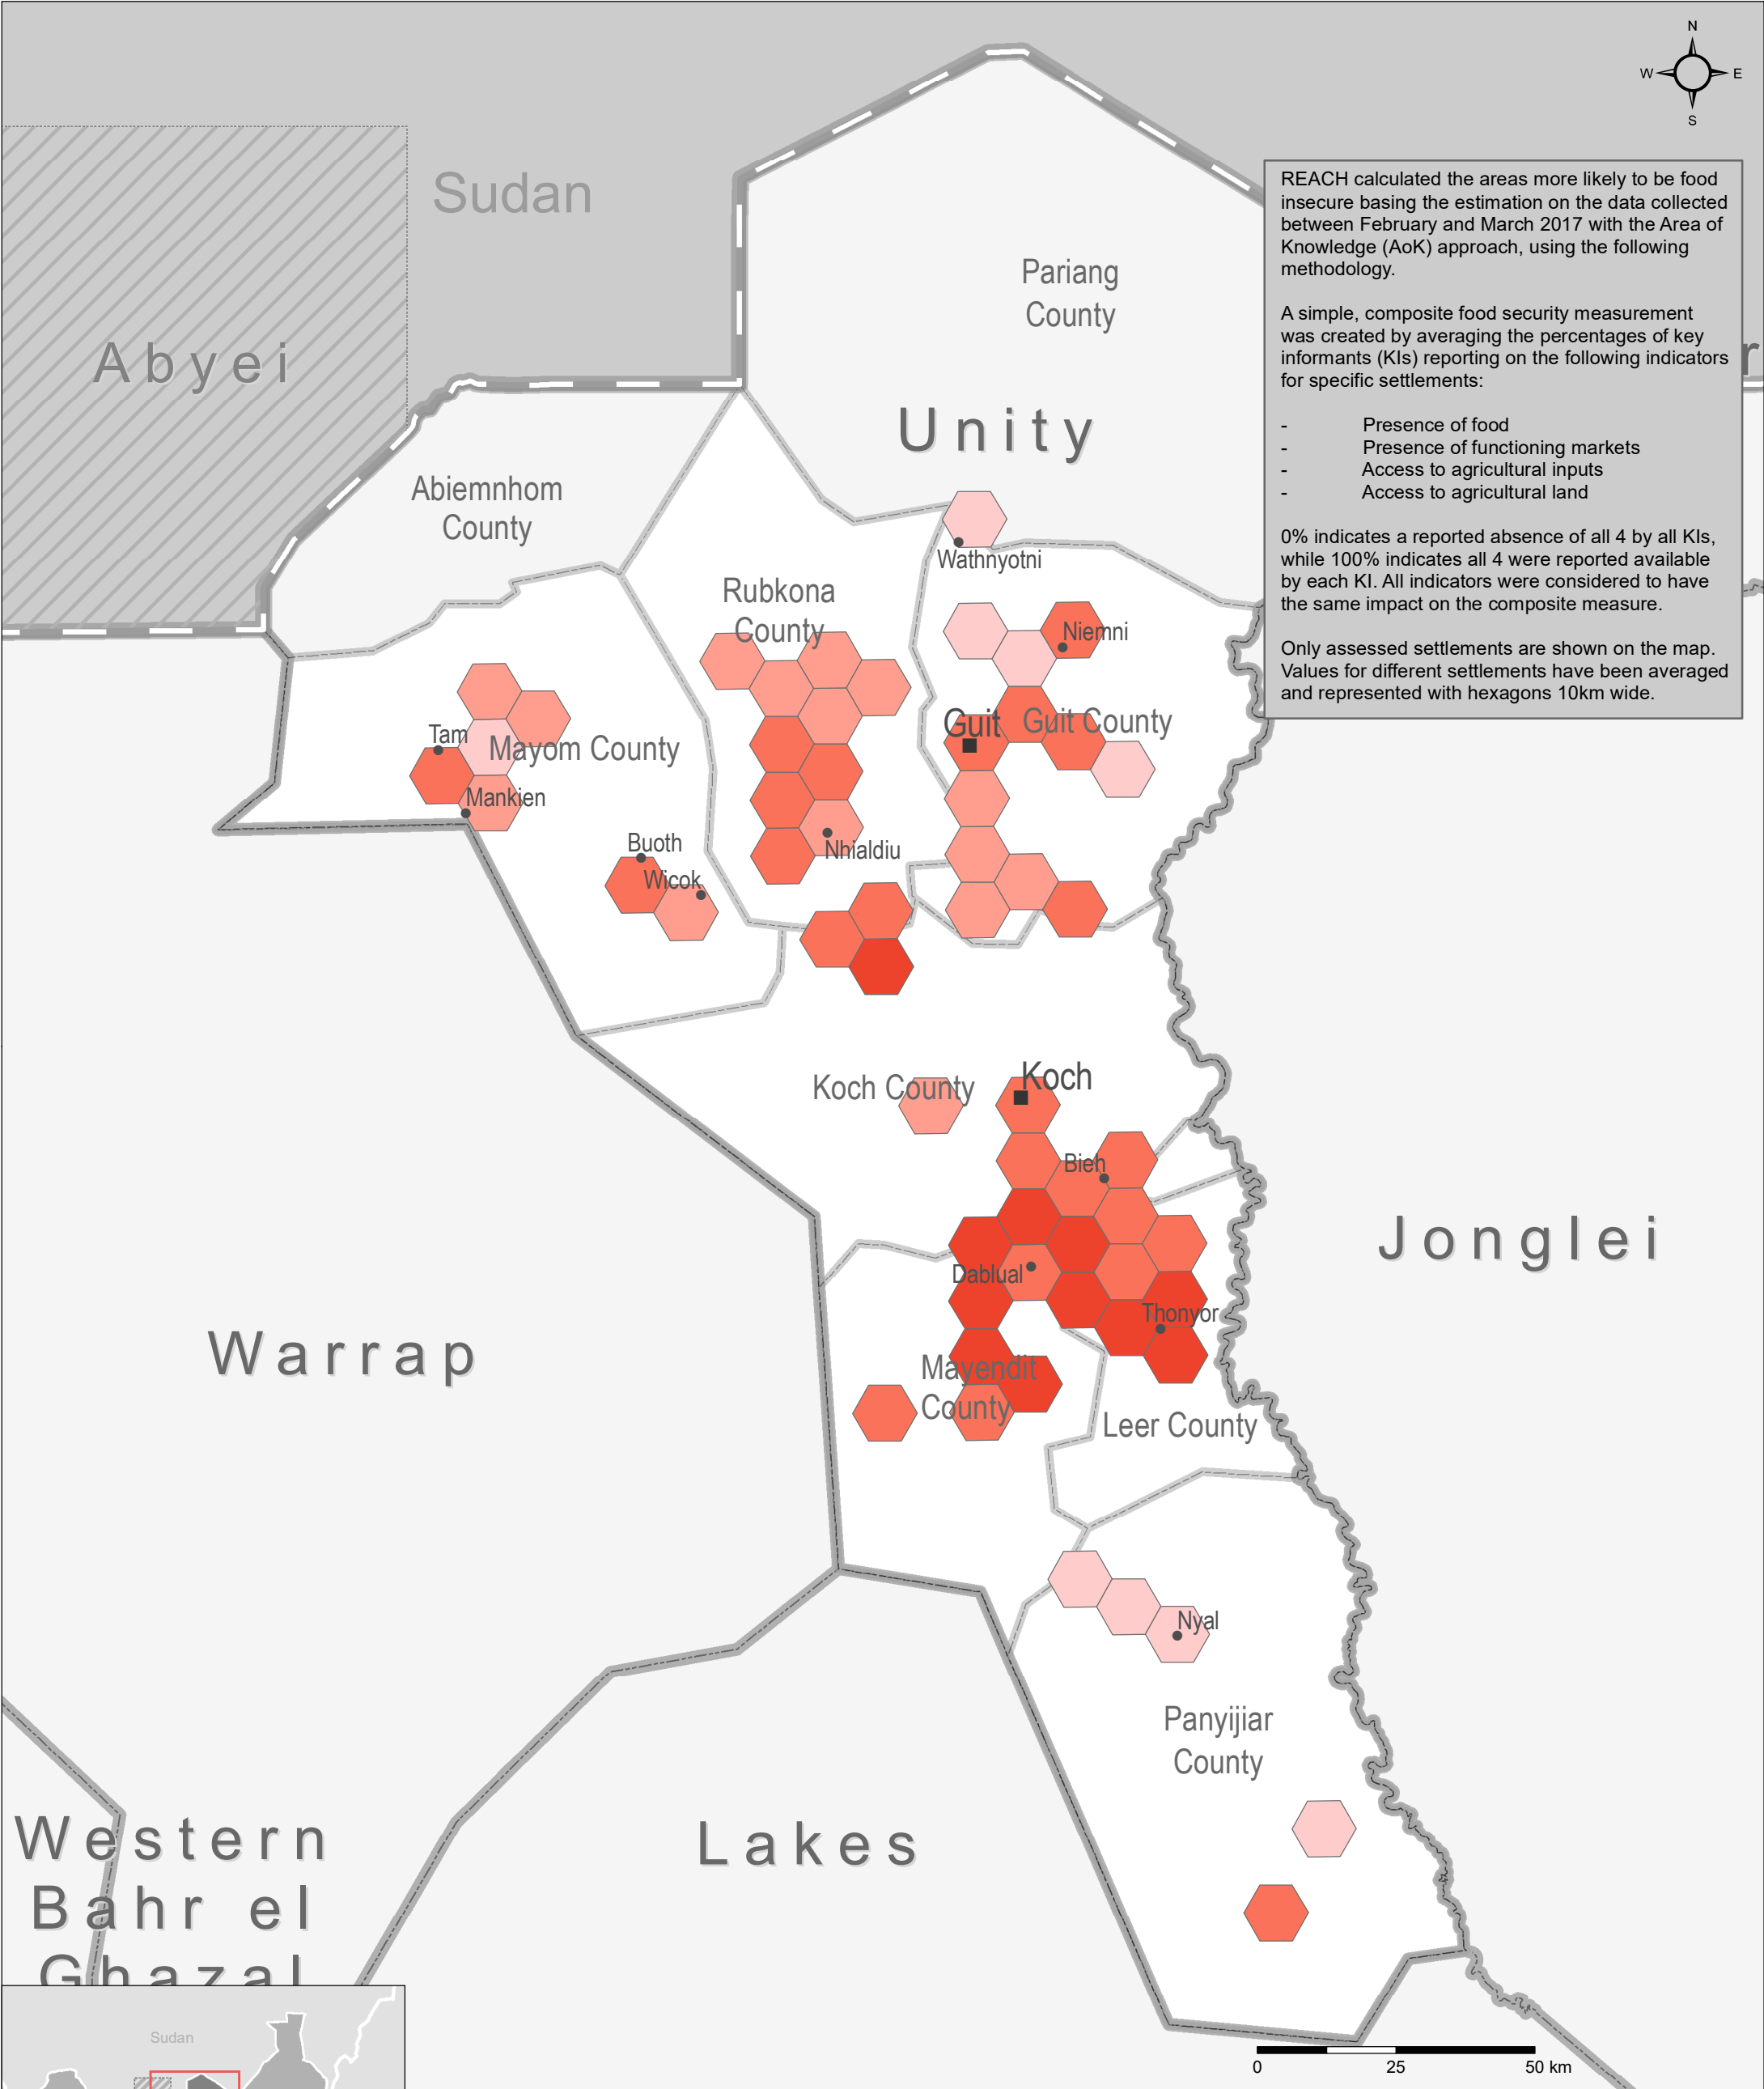 N
W E
S
Sudan
Abyei
Pariang
County
Unity
Abiemnhom
County
REACH calculated the areas more likely to be food
insecure basing the estimation on the data collected
between February and March 2017 with the Area of
Knowledge (AoK) approach, using the following
methodology.
A simple, composite food security measurement
was created by averaging the percentages of key
informants (KIs) reporting on the following indicators
for specific settlements:
- Presence of food
- Presence of functioning markets
- Access to agricultural inputs
- Access to agricultural land
0% indicates a reported absence of all 4 by all KIs,
while 100% indicates all 4 were reported available
by each KI. All indicators were considered to have
the same impact on the composite measure.
Only assessed settlements are shown on the map.
Values for different settlements have been averaged
and represented with hexagons 10km wide.
r
Wathnyotni
Rubkona
County
Niemni
Guit
Guit County
Tam
Mayom County
Mankien
Buoth
Wicok
Nhialdiu
Koch County
Koch
Bieh
Dablual
Thonyor
Jonglei
Warrap
Mayendit
County
Leer County
Nyal
Panyijiar
County
Western
Bahr el
Ghazal
Lakes
Sudan
0 25 50 km